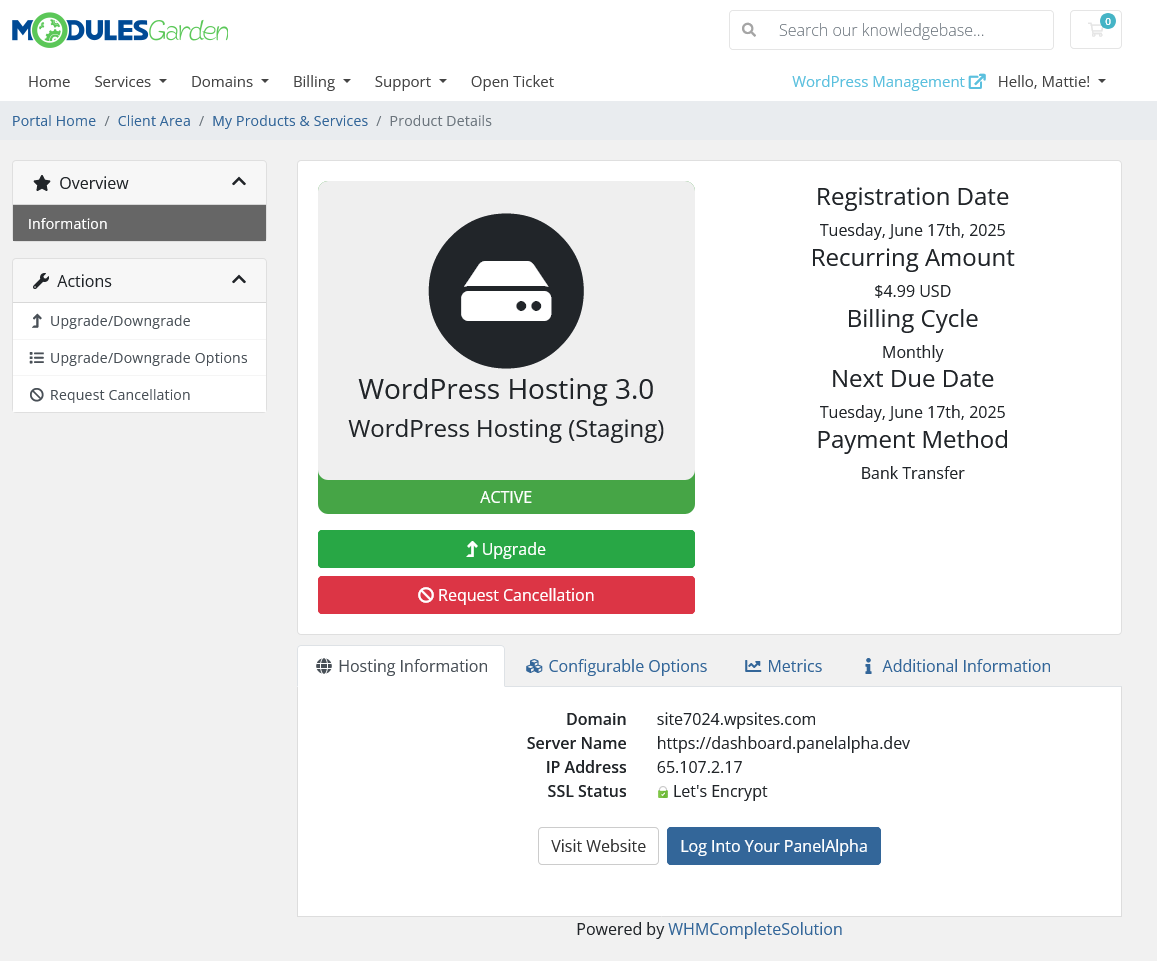 MODULESGarden
Search our knowledgebase...
0
Home Services Domains Billing Support Open Ticket
WordPress Management Hello, Mattie!
Portal Home / Client Area / My Products & Services / Product Details
Overview
Information
Actions
Upgrade/Downgrade
Upgrade/Downgrade Options
Request Cancellation
WordPress Hosting 3.0
WordPress Hosting (Staging)
ACTIVE
Upgrade
Request Cancellation
Registration Date
Tuesday, June 17th, 2025
Recurring Amount
$4.99 USD
Billing Cycle
Monthly
Next Due Date
Tuesday, June 17th, 2025
Payment Method
Bank Transfer
Hosting Information Configurable Options Metrics Additional Information
Domain site7024.wpsites.com
Server Name https://dashboard.panelalpha.dev
IP Address 65.107.2.17
SSL Status Let's Encrypt
Visit Website Log Into Your PanelAlpha
Powered by WHMCompleteSolution